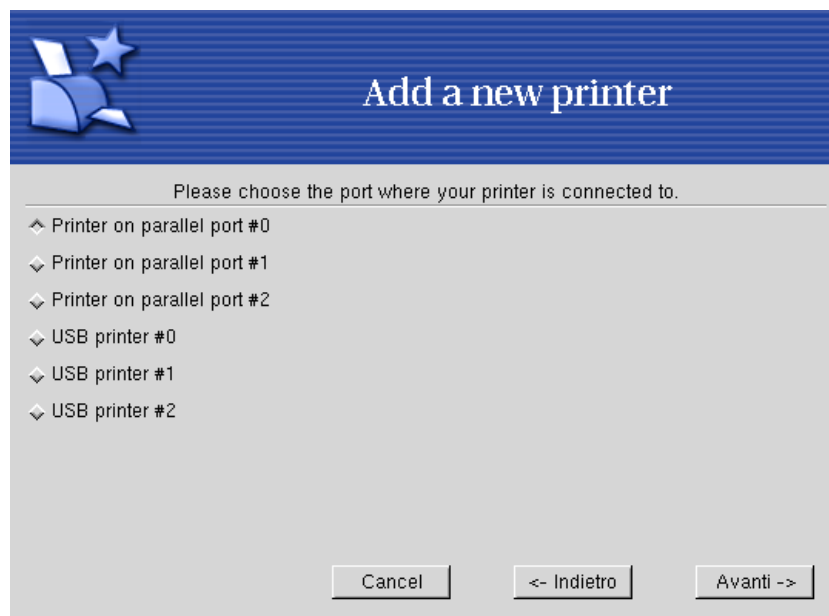 Add a new printer
Please choose the port where your printer is connected to.
Printer on parallel port #0
Printer on parallel port #1
Printer on parallel port #2
USB printer #0
USB printer #1
USB printer #2
Cancel <- Indietro Avanti ->